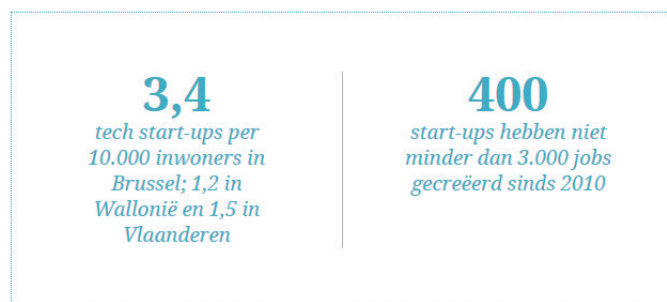 3,4
tech start-ups per
10.000 inwoners in
Brussel; 1,2 in
Wallonië en 1,5 in
Vlaanderen
400
start-ups hebben niet
minder dan 3.000 jobs
gecreëerd sinds 2010